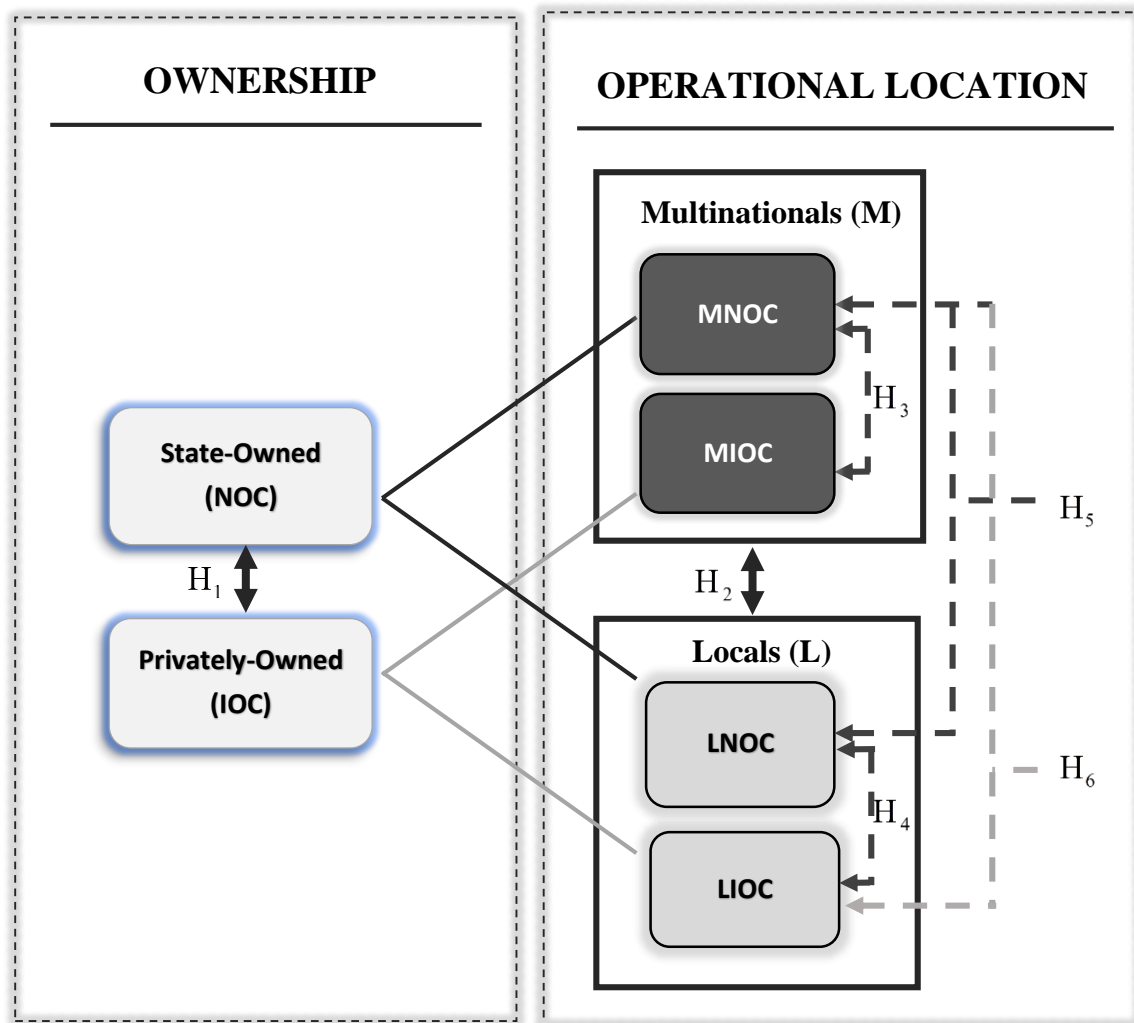 OWNERSHIP
State-Owned
(NOC)
H₁
Privately-Owned
(IOC)
OPERATIONAL LOCATION
Multinationals (M)
MNOC
H₃
MIOC
H₅
H₂
Locals (L)
LNOC
H₆
H₄
LIOC